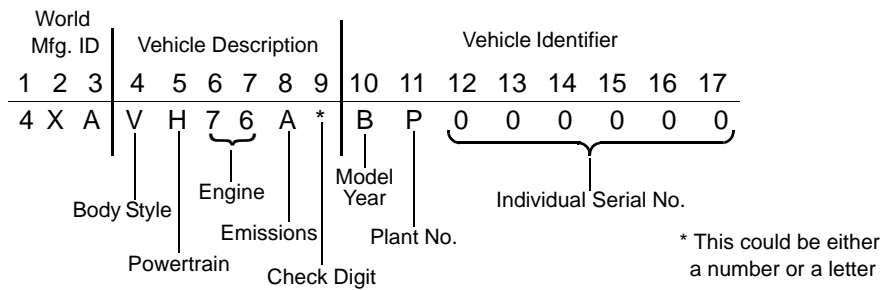 World
Mfg. ID
Vehicle Description
Vehicle Identifier
1 2 3 4 5 6 7 8 9 10 11 12 13 14 15 16 17
4 X A V H 7 6 A * B P 0 0 0 0 0 0
Engine
Model
Year
Individual Serial No.
Body Style
Emissions
Plant No.
* This could be either
a number or a letter
Powertrain
Check Digit